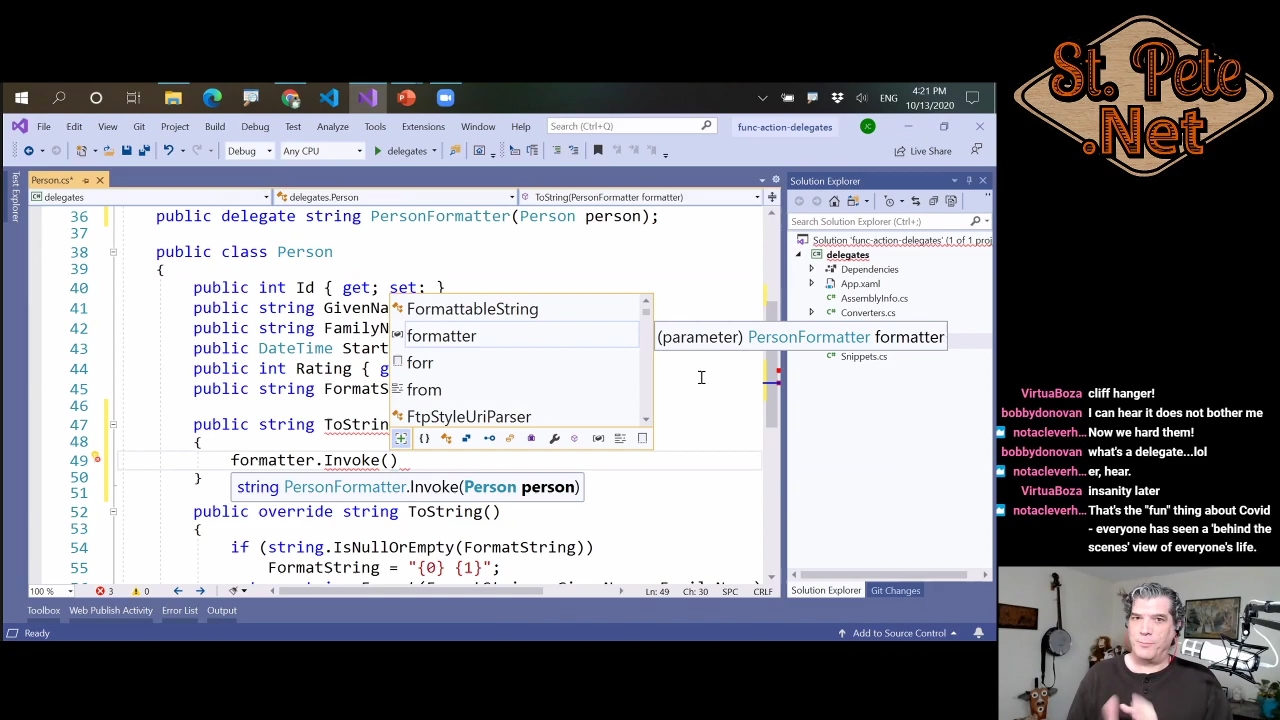 St. Pete
.Net
4:21 PM
ENG
10/13/2020
File Edit View Git Project Build Debug Test Analyze Tools Extensions Window Help Search (Ctrl+Q) func-action-delegates JC
Debug Any CPU delegates Live Share
Test Explorer
Person.cs*
delegates delegates.Person ToString(PersonFormatter formatter)
36 public delegate string PersonFormatter(Person person);
37
38 public class Person
39 {
40 public int Id { get; set; }
41 public string GivenNa
42 public string FamilyN
43 public DateTime Start
44 public int Rating { g
45 public string FormatS
46
47 public string ToStrin
48 {
49 formatter.Invoke()
50 }
51
52 public override string ToString()
53 {
54 if (string.IsNullOrEmpty(FormatString))
55 FormatString = "{0} {1}";
FormattableString
formatter
forr
from
FtpStyleUriParser
(parameter) PersonFormatter formatter
string PersonFormatter.Invoke(Person person)
100 % 3 0 Ln: 49 Ch: 30 SPC CRLF
Toolbox Web Publish Activity Error List Output
Ready Add to Source Control
Solution Explorer
Search Solution Explorer (Ctrl+;)
Solution 'func-action-delegates' (1 of 1 proj
delegates
Dependencies
App.xaml
AssemblyInfo.cs
Converters.cs
Snippets.cs
Solution Explorer Git Changes
VirtuaBoza cliff hanger!
bobbydonovan I can hear it does not bother me
notacleverh... Now we hard them!
bobbydonovan what's a delegate...lol
notacleverh... er, hear.
VirtuaBoza insanity later
notacleverh... That's the "fun" thing about Covid
- everyone has seen a 'behind the
scenes' view of everyone's life.